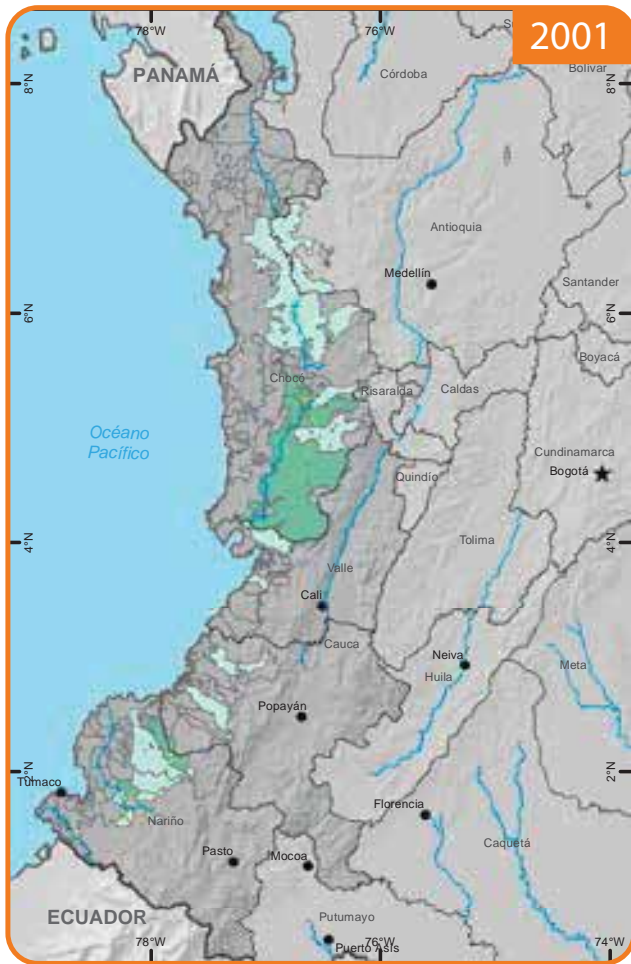 2001
78°W
76°W
S
8°N
8°N
PANAMÁ
Córdoba
Bolívar
Antioquia
Medellín
Santander
6°N
6°N
Boyacá
Chocó
Risaralda
Caldas
Océano
Pacífico
Cundinamarca
Bogotá
Quindío
4°N
4°N
Tolima
Valle
Cali
Cauca
Neiva
Huila
Meta
Popayán
2°N
2°N
Tumaco
Florencia
Nariño
Caquetá
Pasto
Mocoa
ECUADOR
Putumayo
Puerto Asís
78°W
76°W
74°W